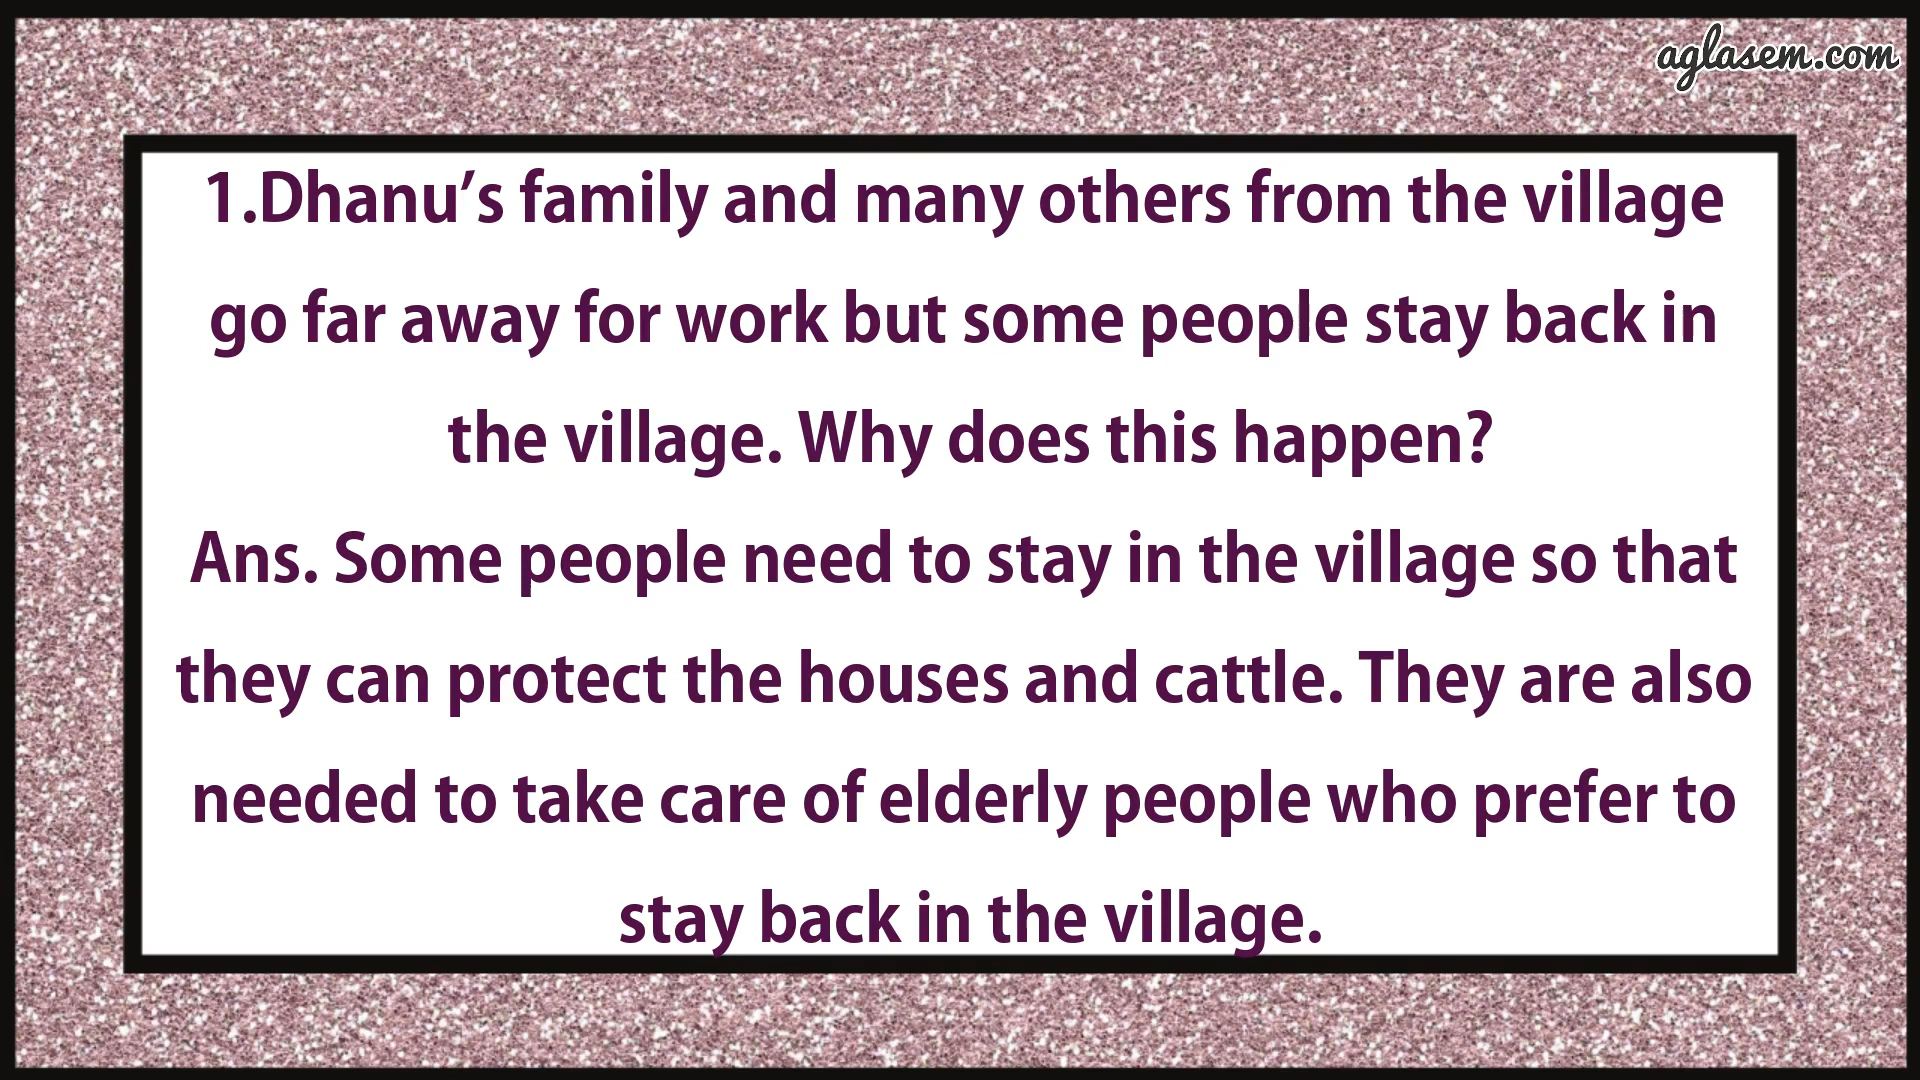 aglasem.com
1.Dhanu’s family and many others from the village
go far away for work but some people stay back in
the village. Why does this happen?
Ans. Some people need to stay in the village so that
they can protect the houses and cattle. They are also
needed to take care of elderly people who prefer to
stay back in the village.